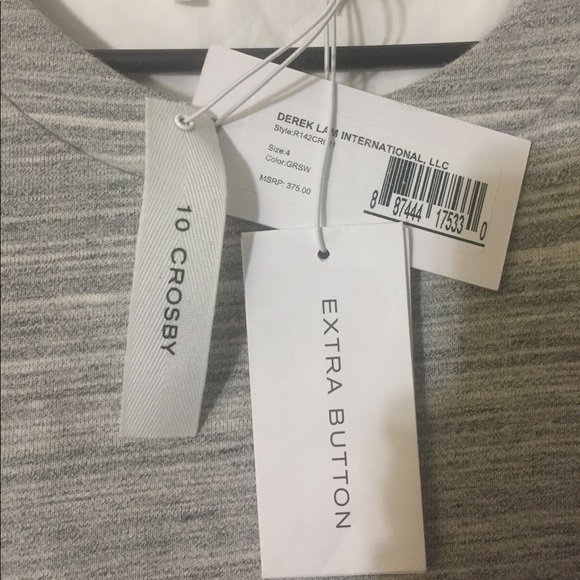 DEREK LAM INTERNATIONAL, LLC
Size:4
Color:GRSW
MSRP: 375.00
8 87444 17533 0
10 CROSBY
EXTRA BUTTON